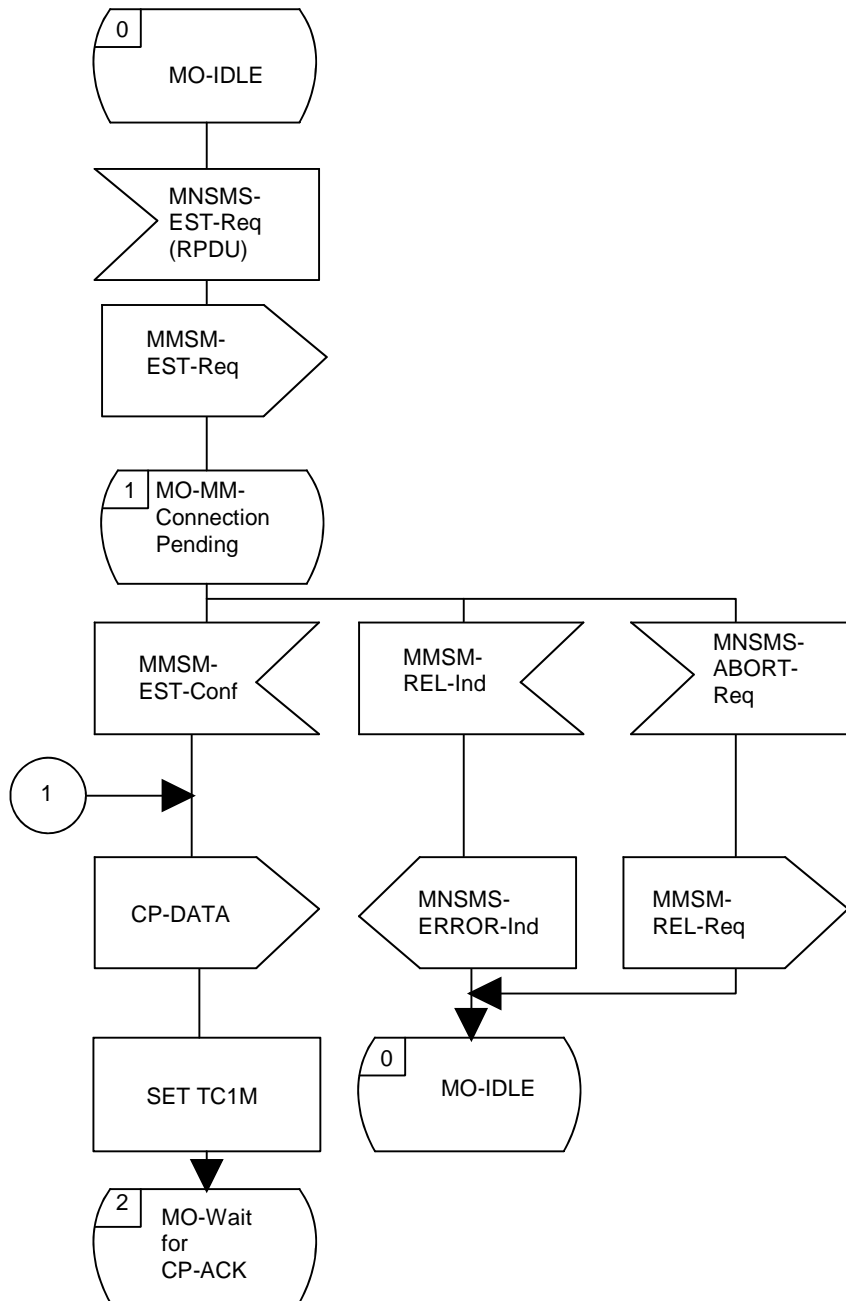 0
MO-IDLE
MNSMS-
EST-Req
(RPDU)
MMSM-
EST-Req
1
MO-MM-
Connection
Pending
MMSM-
EST-Conf
MMSM-
REL-Ind
MNSMS-
ABORT-
Req
1
CP-DATA
MNSMS-
ERROR-Ind
MMSM-
REL-Req
SET TC1M
0
MO-IDLE
2
MO-Wait
for
CP-ACK